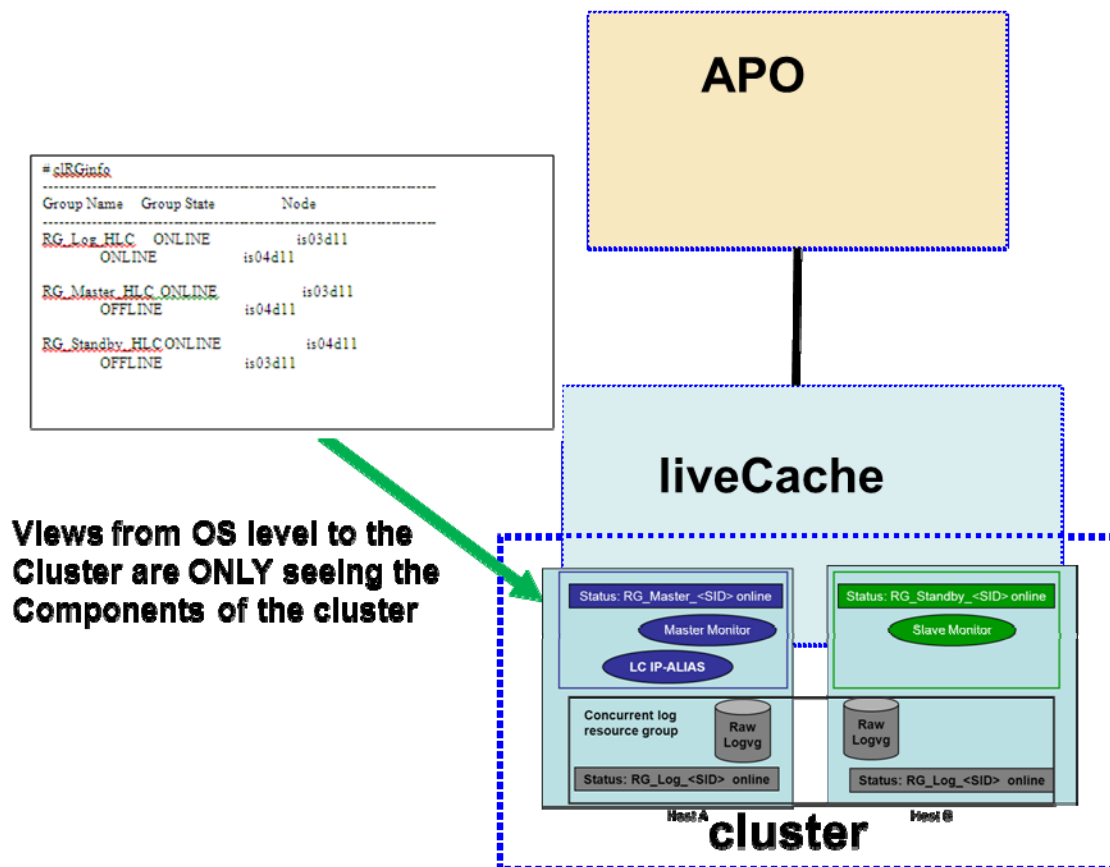 APO
# clRGinfo
--------------------------------------------------------------------------------
Group Name Group State Node
--------------------------------------------------------------------------------
RG_Log_HLC ONLINE is03d11
ONLINE is04d11
RG_Master_HLC ONLINE is03d11
OFFLINE is04d11
RG_Standby_HLC ONLINE is04d11
OFFLINE is03d11
liveCache
Views from OS level to the
Cluster are ONLY seeing the
Components of the cluster
Status: RG_Master_<SID> online
Master Monitor
LC IP-ALIAS
Status: RG_Standby_<SID> online
Slave Monitor
Concurrent log
resource group
Raw
Logvg
Raw
Logvg
Status: RG_Log_<SID> online
Status: RG_Log_<SID> online
Host A
Host B
cluster